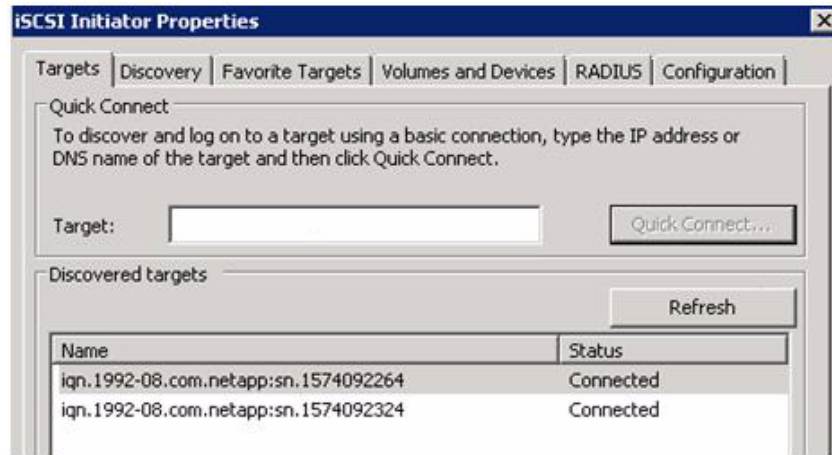 iSCSI Initiator Properties
Targets Discovery Favorite Targets Volumes and Devices RADIUS Configuration
Quick Connect
To discover and log on to a target using a basic connection, type the IP address or
DNS name of the target and then click Quick Connect.
Target:
Quick Connect...
Discovered targets
Refresh
Name Status
iqn.1992-08.com.netapp:sn.1574092264 Connected
iqn.1992-08.com.netapp:sn.1574092324 Connected